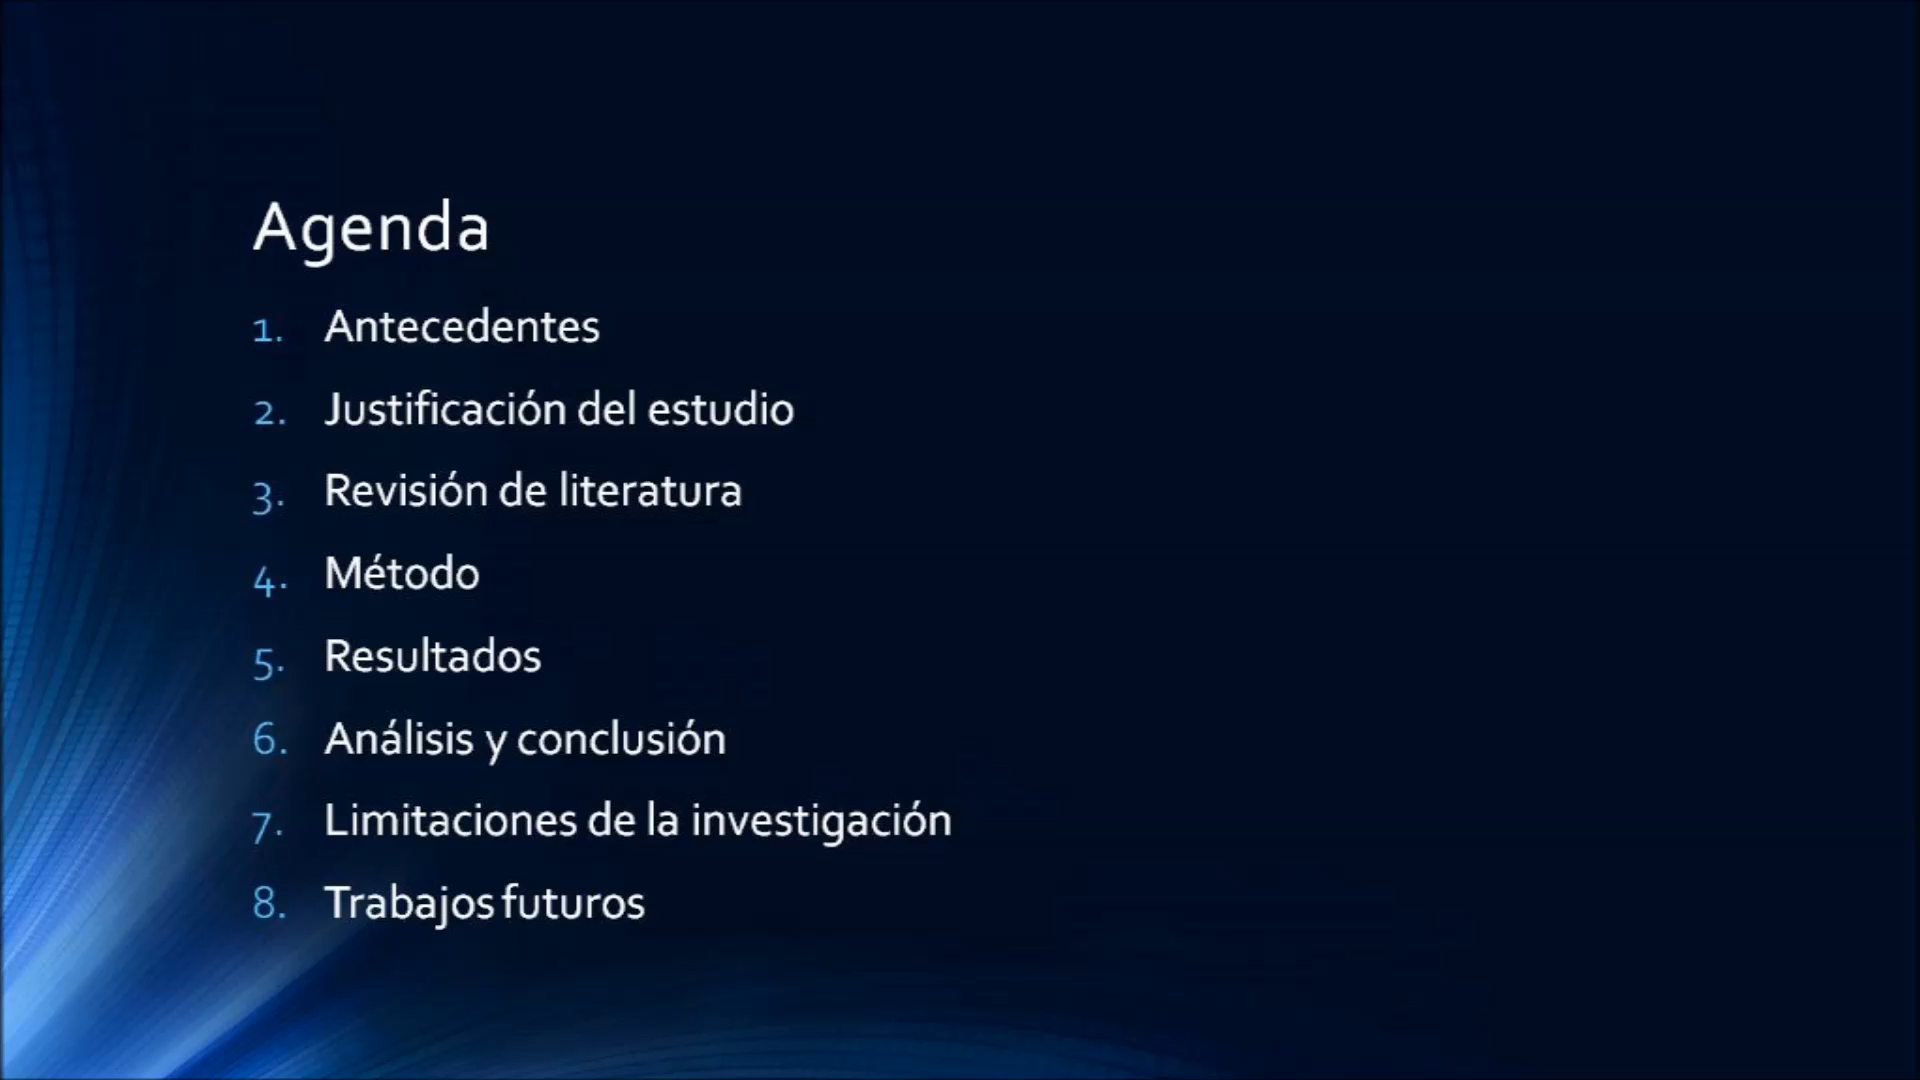 Agenda
1. Antecedentes
2. Justificación del estudio
3. Revisión de literatura
4. Método
5. Resultados
6. Análisis y conclusión
7. Limitaciones de la investigación
8. Trabajos futuros